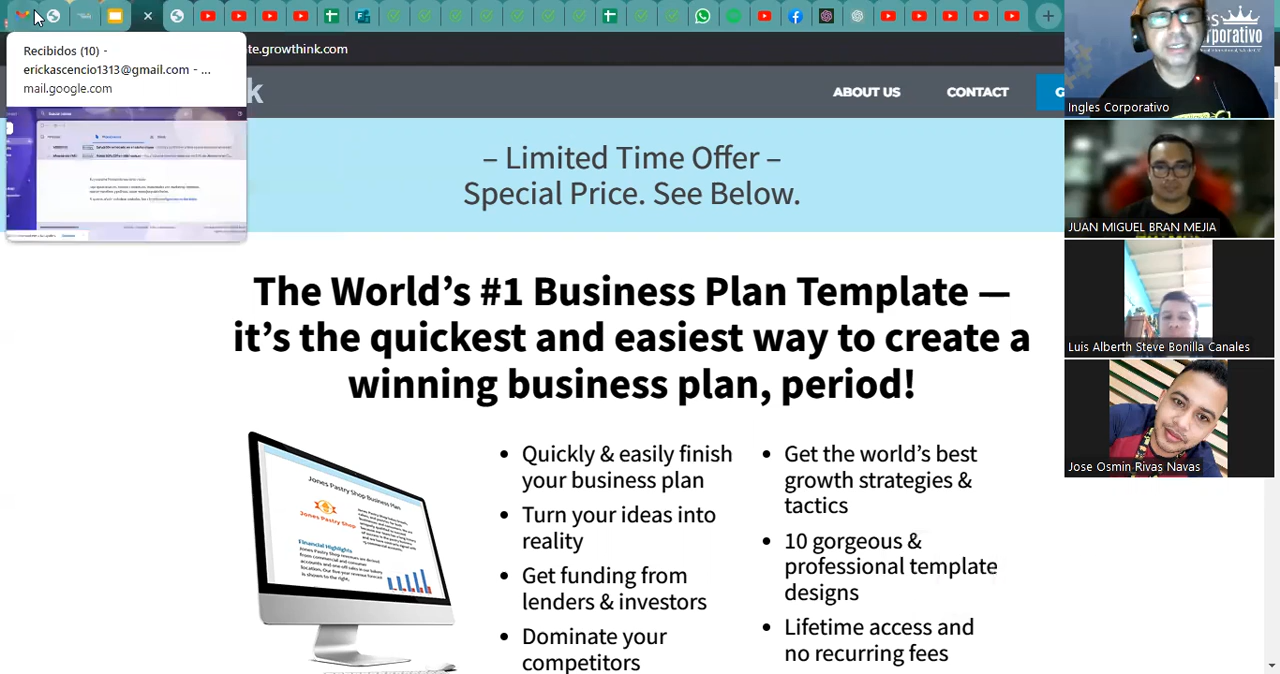 Recibidos (10) -
erickascencio1313@gmail.com - ...
mail.google.com
te.growthink.com
k
ABOUT US
CONTACT
G
– Limited Time Offer –
Special Price. See Below.
The World’s #1 Business Plan Template —
it’s the quickest and easiest way to create a
winning business plan, period!
Jones Pastry Shop Business Plan
Jones Pastry Shop
Financial Highlights
Quickly & easily finish
your business plan
Turn your ideas into
reality
Get funding from
lenders & investors
Dominate your
competitors
Get the world’s best
growth strategies &
tactics
10 gorgeous &
professional template
designs
Lifetime access and
no recurring fees
Ingles Corporativo
JUAN MIGUEL BRAN MEJIA
Luis Alberth Steve Bonilla Canales
Jose Osmin Rivas Navas